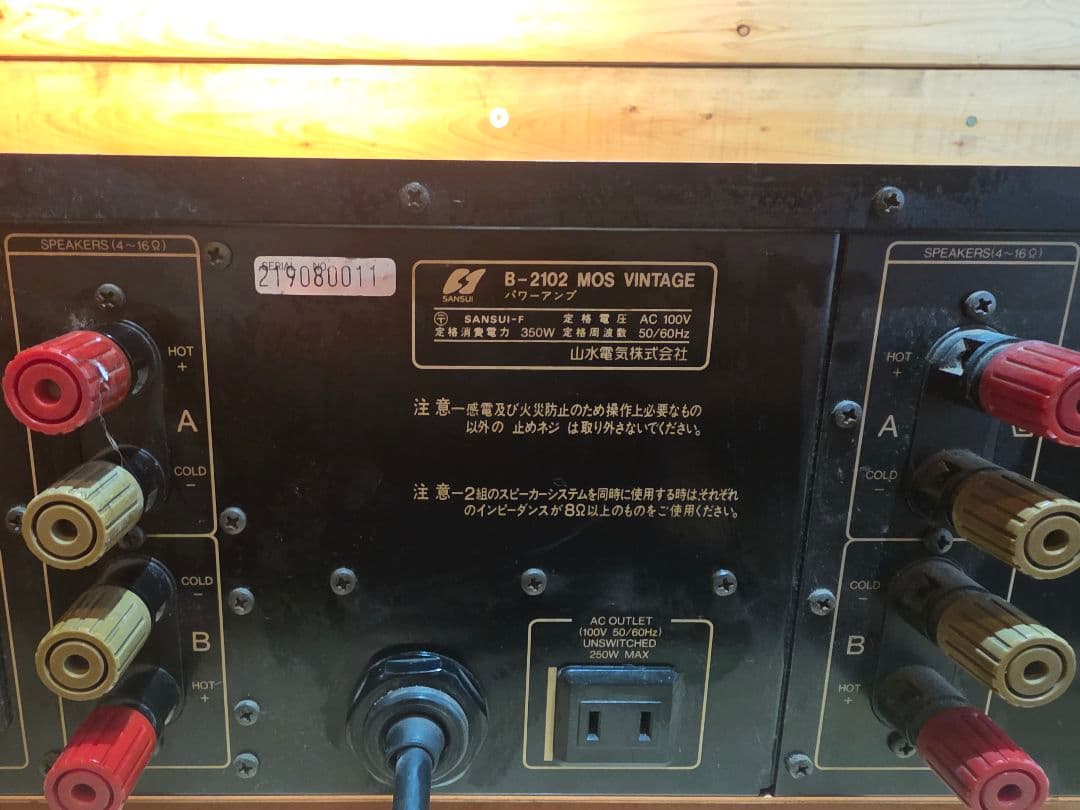 SPEAKERS(4～16Ω)
HOT
+
A
COLD
−
COLD
−
B
HOT
+
SERIAL NO.
219080011
SANSUI
B-2102 MOS VINTAGE
パワーアンプ
〒 SANSUI-F 定格電圧 AC 100V
定格消費電力 350W 定格周波数 50/60Hz
山水電気株式会社
注意—感電及び火災防止のため操作上必要なもの
以外の 止めネジ は取り外さないでください。
注意—2組のスピーカーシステムを同時に使用する時はそれぞれ
のインピーダンスが8Ω以上のものをご使用ください。
AC OUTLET
(100V 50/60Hz)
UNSWITCHED
250W MAX
SPEAKERS(4～16Ω)
HOT
+
A
COLD
−
COLD
−
B
HOT
+